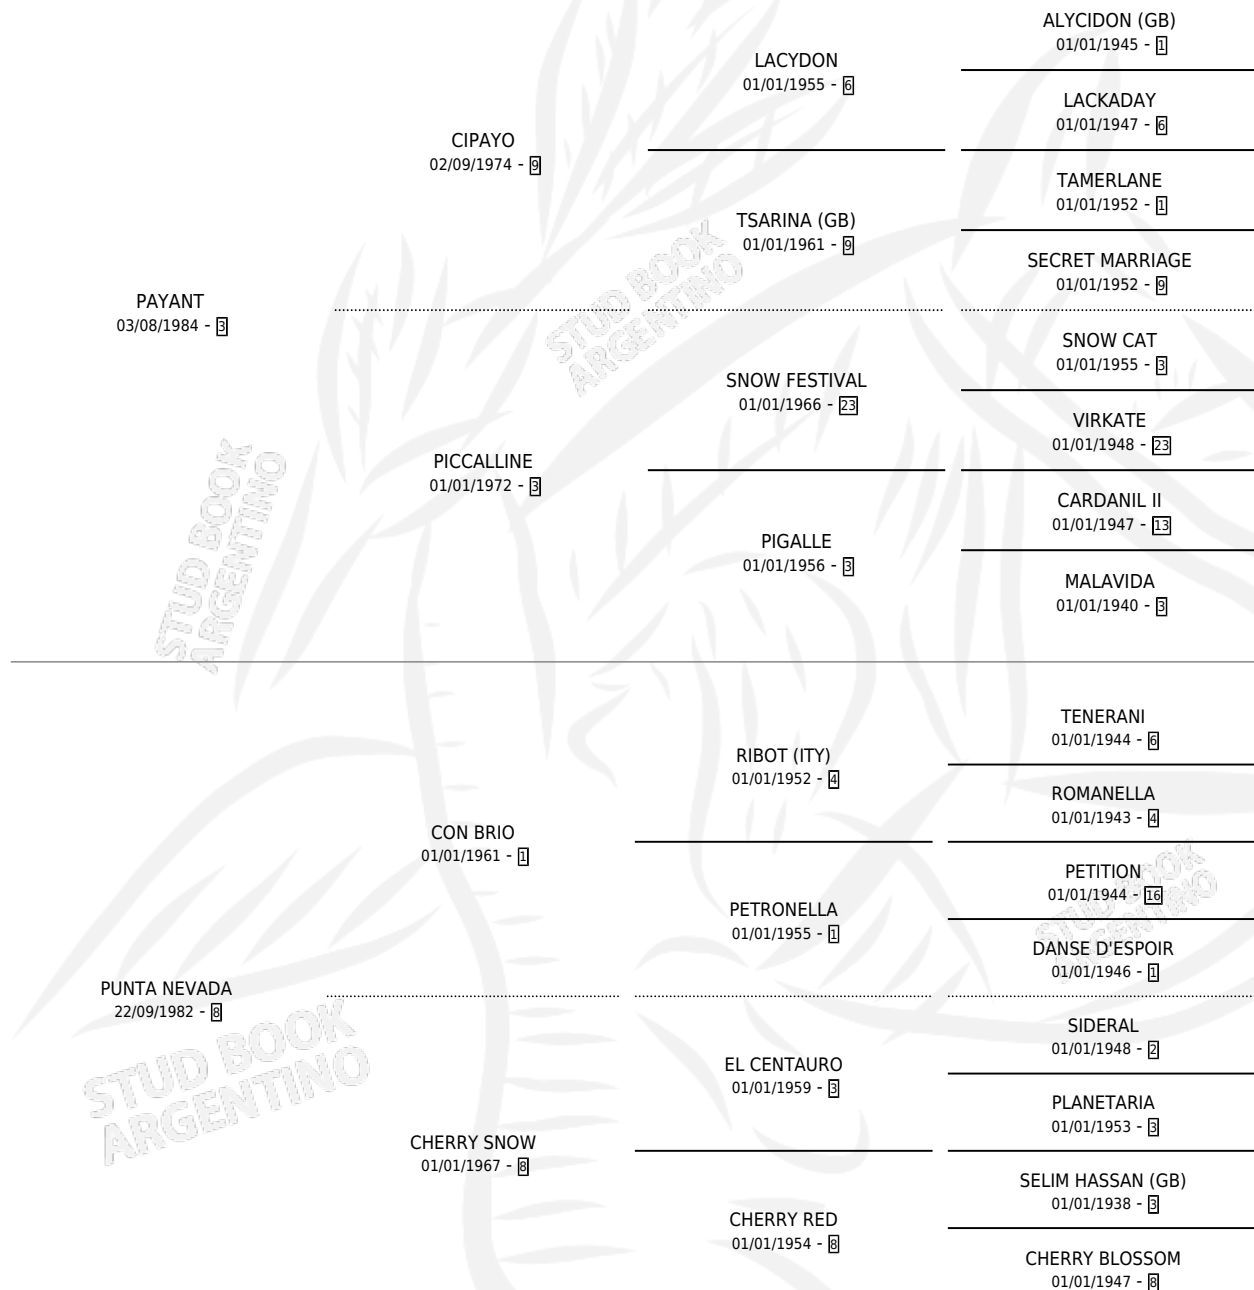 ALYCIDON (GB)
01/01/1945 - 1
LACYDON
01/01/1955 - 6
LACKADAY
01/01/1947 - 6
CIPAYO
02/09/1974 - 9
TAMERLANE
01/01/1952 - 1
TSARINA (GB)
01/01/1961 - 9
SECRET MARRIAGE
01/01/1952 - 9
PAYANT
03/08/1984 - 3
STUD BOOK
ARGENTINO
SNOW CAT
01/01/1955 - 3
SNOW FESTIVAL
01/01/1966 - 23
VIRKATE
01/01/1948 - 23
PICCALLINE
01/01/1972 - 3
CARDANIL II
01/01/1947 - 13
PIGALLE
01/01/1956 - 3
MALAVIDA
01/01/1940 - 3
STUD BOOK
ARGENTINO
TENERANI
01/01/1944 - 6
RIBOT (ITY)
01/01/1952 - 4
ROMANELLA
01/01/1943 - 4
CON BRIO
01/01/1961 - 1
PETITION
01/01/1944 - 16
PETRONELLA
01/01/1955 - 1
STUD BOOK
ARGENTINO
DANSE D'ESPOIR
01/01/1946 - 1
PUNTA NEVADA
22/09/1982 - 8
STUD BOOK
ARGENTINO
SIDERAL
01/01/1948 - 2
EL CENTAURO
01/01/1959 - 3
PLANETARIA
01/01/1953 - 3
CHERRY SNOW
01/01/1967 - 8
SELIM HASSAN (GB)
01/01/1938 - 3
CHERRY RED
01/01/1954 - 8
CHERRY BLOSSOM
01/01/1947 - 8